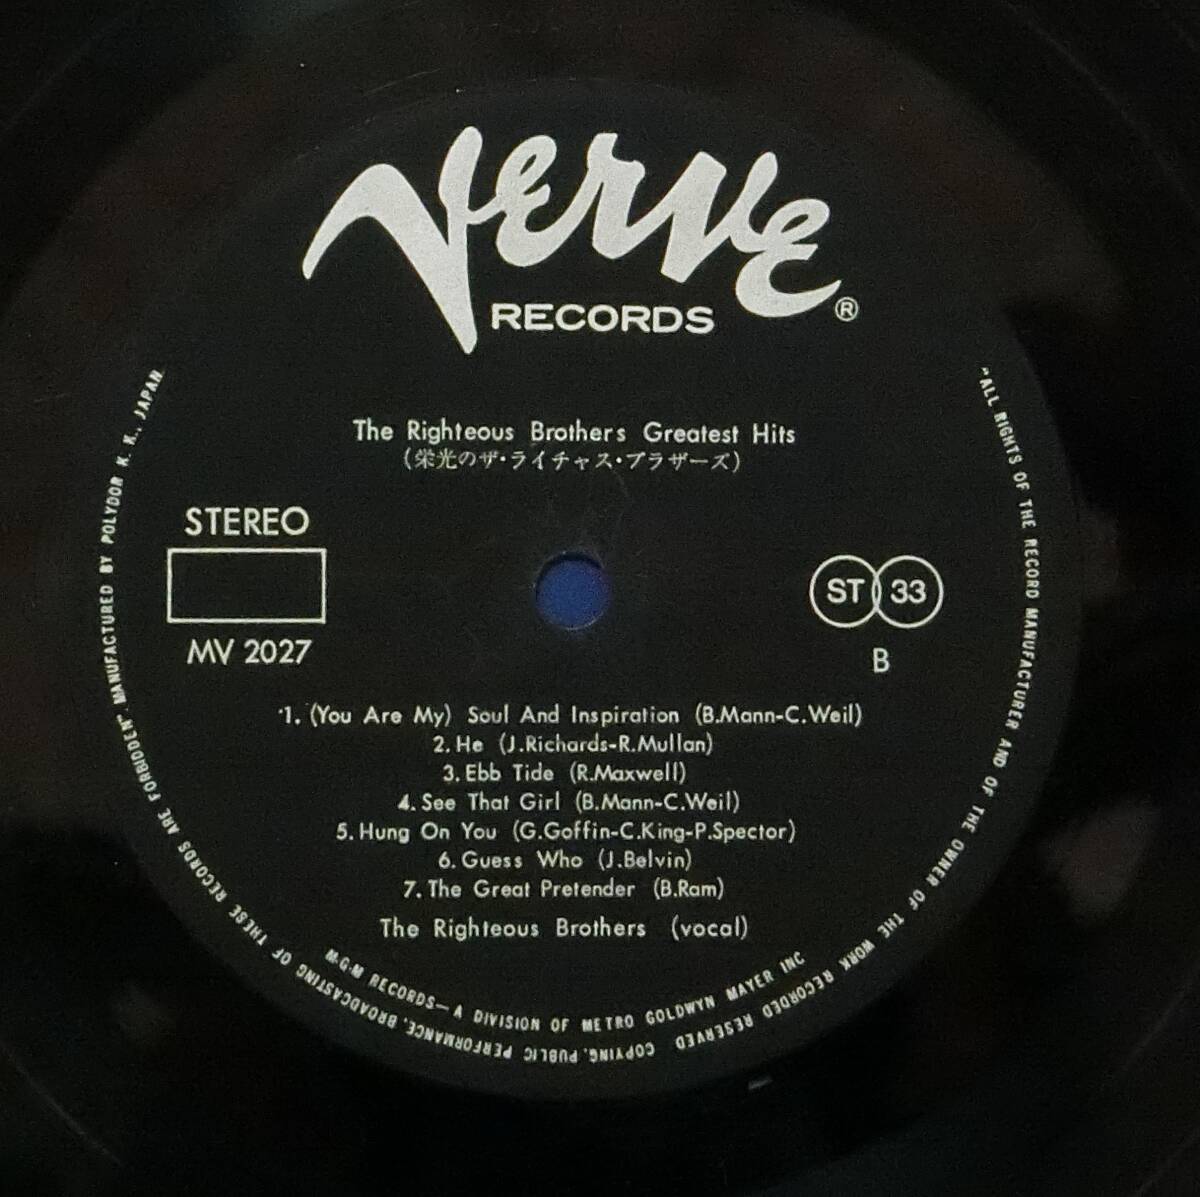 Verve
RECORDS ®
The Righteous Brothers Greatest Hits
(栄光のザ・ライチャス・ブラザーズ)
STEREO
MV 2027
ST 33
B
1. (You Are My) Soul And Inspiration (B.Mann-C.Weil)
2. He (J.Richards-R.Mullan)
3. Ebb Tide (R.Maxwell)
4. See That Girl (B.Mann-C.Weil)
5. Hung On You (G.Goffin-C.King-P.Spector)
6. Guess Who (J.Belvin)
7. The Great Pretender (B.Ram)
The Righteous Brothers (vocal)
M·G·M RECORDS—A DIVISION OF METRO GOLDWYN MAYER INC
"ALL RIGHTS OF THE RECORD MANUFACTURER AND OF THE OWNER OF THE WORK RECORDED RESERVED COPYING, PUBLIC PERFORMANCE, BROADCASTING OF THESE RECORDS ARE FORBIDDEN" MANUFACTURED BY POLYDOR K. K., JAPAN